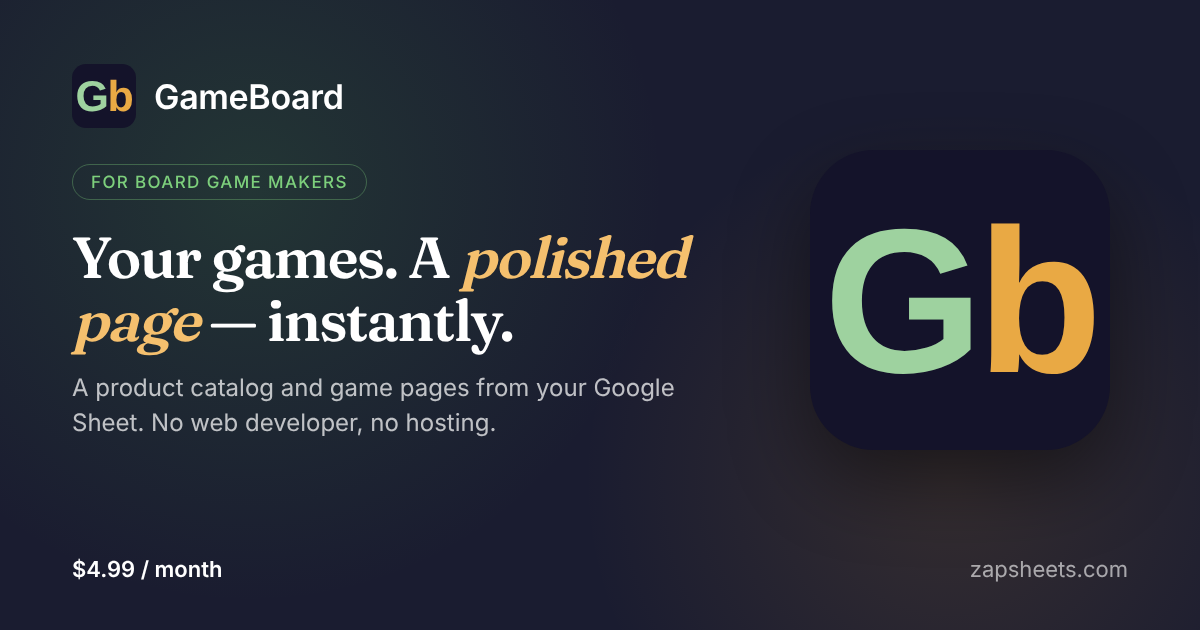 Gb GameBoard
FOR BOARD GAME MAKERS
Your games. A polished
page — instantly.
A product catalog and game pages from your Google
Sheet. No web developer, no hosting.
Gb
$4.99 / month
zapsheets.com